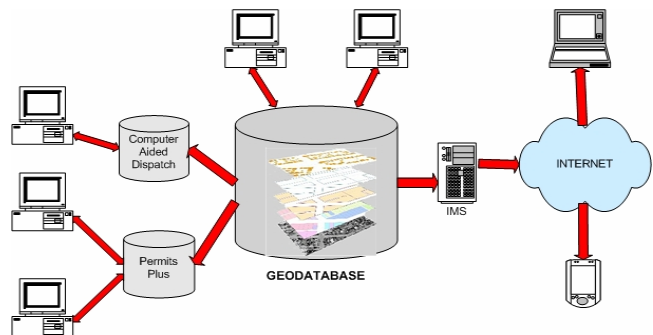 Computer
Aided
Dispatch
Permits
Plus
GEODATABASE
IMS
INTERNET